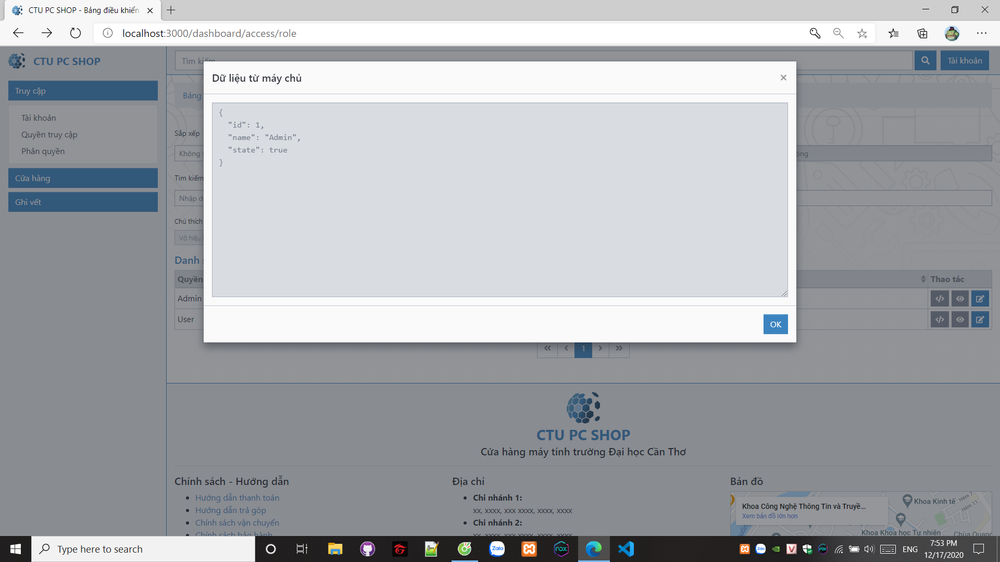 CTU PC SHOP - Bảng điều khiển
localhost:3000/dashboard/access/role
CTU PC SHOP
Tìm kiếm
Tài khoản
Truy cập
Tài khoản
Quyền truy cập
Phân quyền
Cửa hàng
Ghi vết
Bảng
Sắp xếp
Không
Tìm kiếm
Nhập
Chú thích
Vô hiệu
Danh
Quyền
Thao tác
Admin
User
Dữ liệu từ máy chủ
×
{
"id": 1,
"name": "Admin",
"state": true
}
OK
« ‹ 1 › »
CTU PC SHOP
Cửa hàng máy tính trường Đại học Cần Thơ
Chính sách - Hướng dẫn
Hướng dẫn thanh toán
Hướng dẫn trả góp
Chính sách vận chuyển
Chính sách bảo hành
Địa chỉ
Chi nhánh 1:
xx, xxxx, xxx xxxx, xxxx, xxxx
Chi nhánh 2:
xx, xxxx, xxx xxxx, xxxx, xxxx
Bản đồ
Khoa Công Nghệ Thông Tin và Truyề...
Xem bản đồ lớn hơn
Khoa Kinh tế
Hẻm 7
Hẻm 11
Khoa Khoa học Tự nhiên
Chùa Quang
Type here to search
Zalo
nox
ENG
7:53 PM
12/17/2020